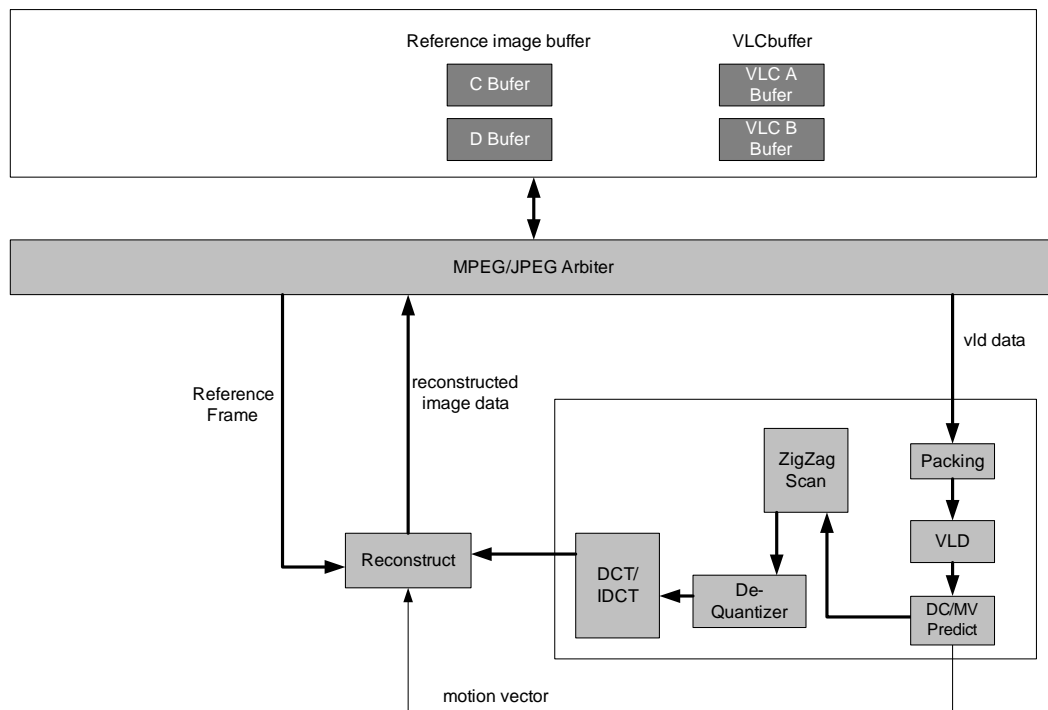 Reference image buffer
VLCbuffer
C Bufer
VLC A
Bufer
D Bufer
VLC B
Bufer
MPEG/JPEG Arbiter
vld data
Reference
Frame
reconstructed
image data
ZigZag
Scan
Packing
VLD
Reconstruct
DCT/
IDCT
De-
Quantizer
DC/MV
Predict
motion vector